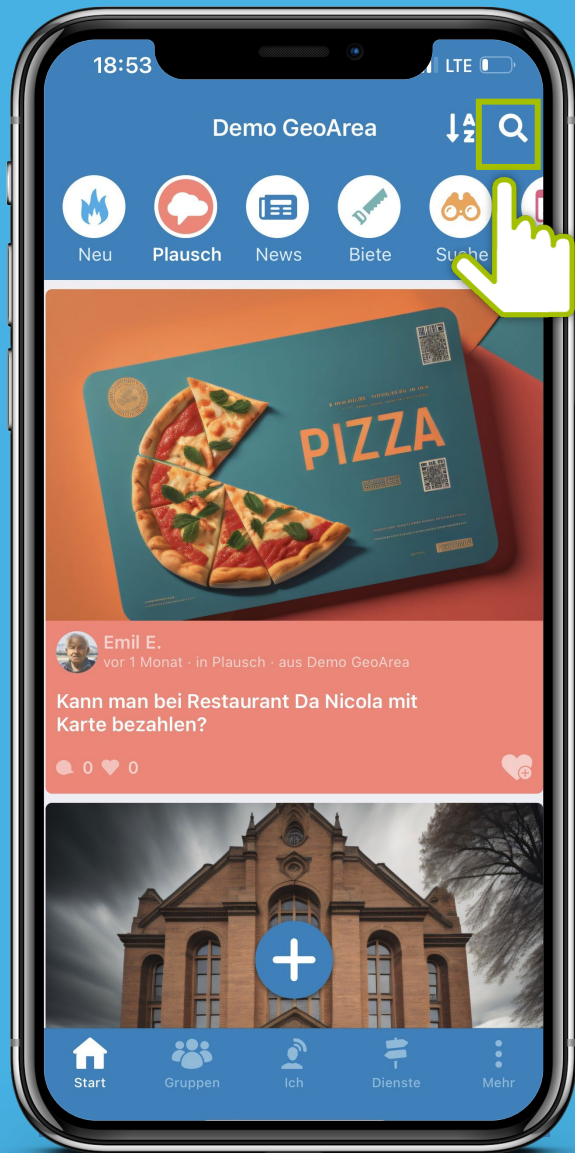 18:53
LTE
Demo GeoArea
A
Z
Neu
Plausch
News
Biete
Suche
PIZZA
Emil E.
vor 1 Monat · in Plausch · aus Demo GeoArea
Kann man bei Restaurant Da Nicola mit
Karte bezahlen?
0
0
Start
Gruppen
Ich
Dienste
Mehr